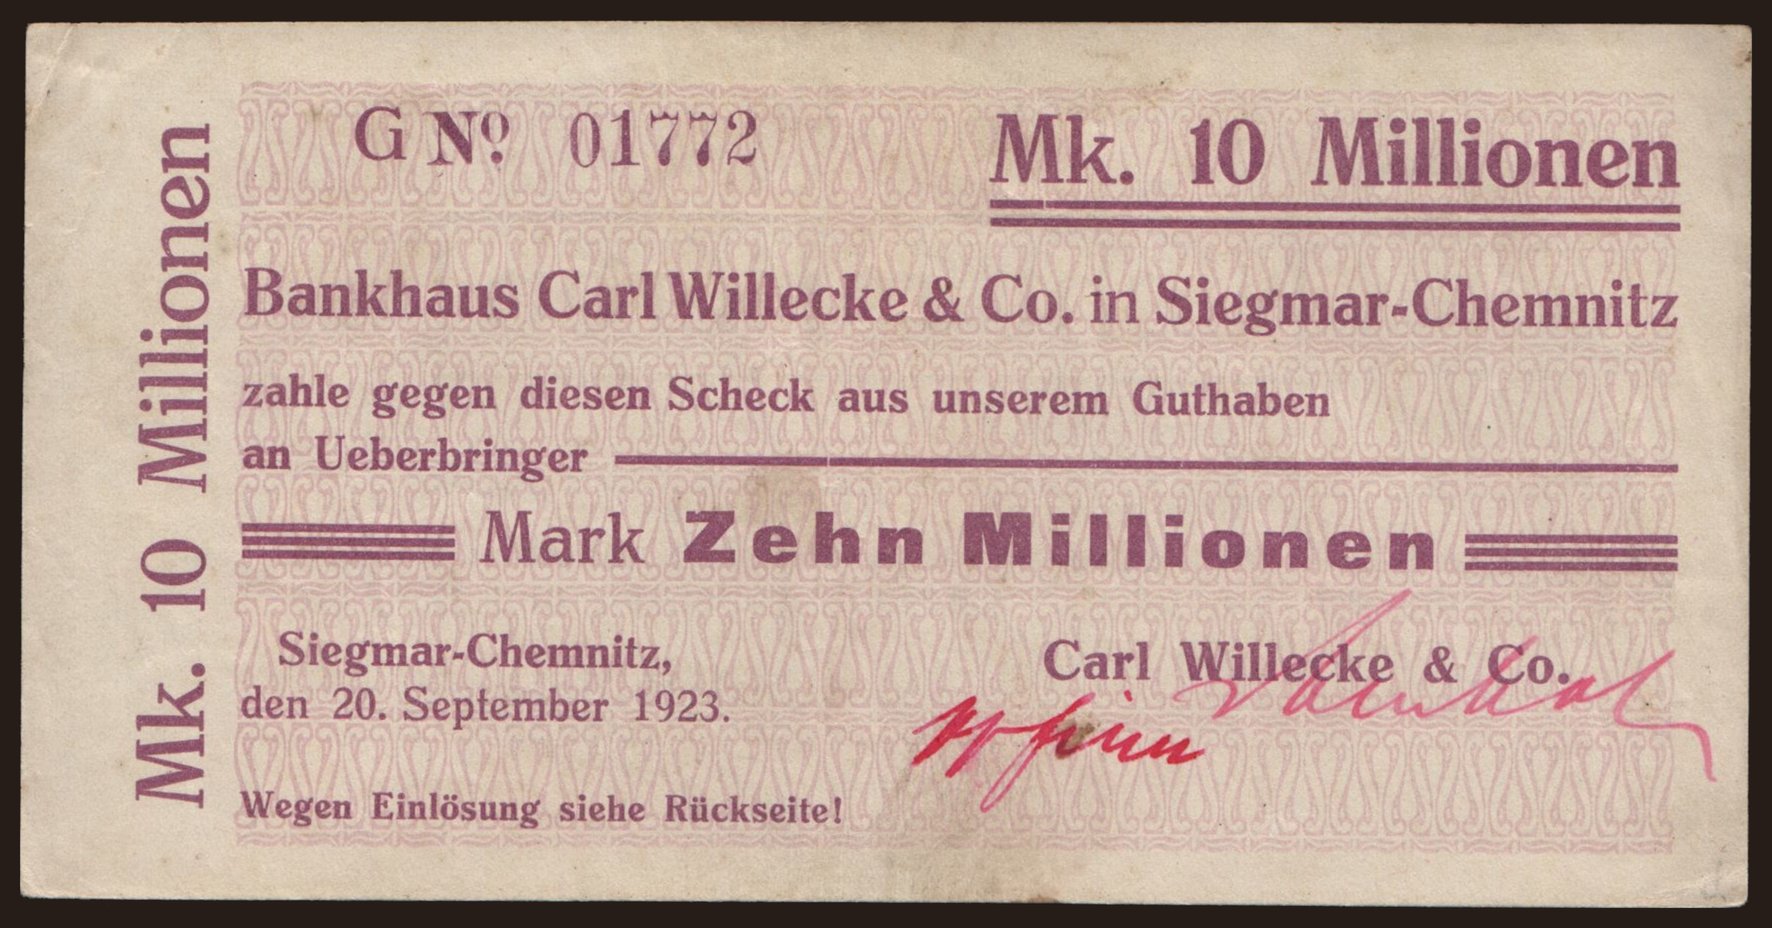 G Nº 01772
Mk. 10 Millionen
Mk. 10 Millionen
Bankhaus Carl Willecke & Co. in Siegmar-Chemnitz
zahle gegen diesen Scheck aus unserem Guthaben
an Ueberbringer
Mark Zehn Millionen
Siegmar-Chemnitz,
den 20. September 1923.
Carl Willecke & Co.
Wegen Einlösung siehe Rückseite!